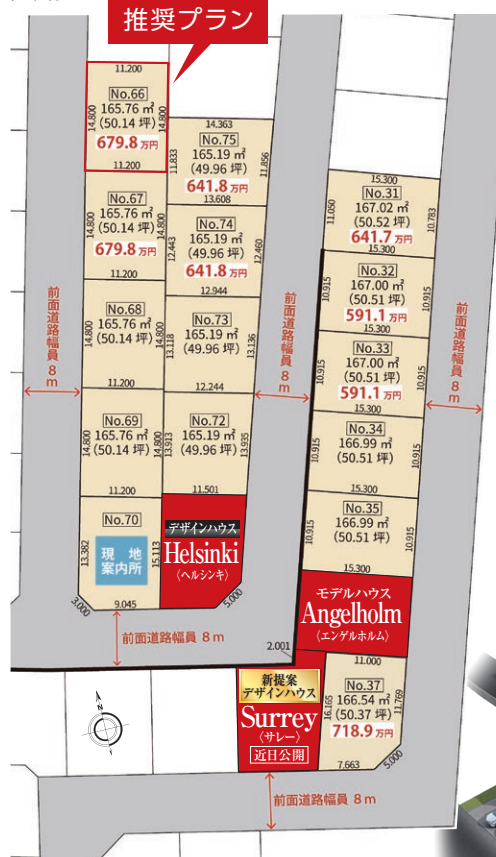 推奨プラン
11.200
No.66
165.76 ㎡
(50.14 坪)
679.8 万円
14.800
14.800
11.200
No.67
165.76 ㎡
(50.14 坪)
679.8 万円
14.800
14.800
11.200
No.68
165.76 ㎡
(50.14 坪)
14.800
14.800
11.200
No.69
165.76 ㎡
(50.14 坪)
14.800
14.800
11.200
No.70
現地
案内所
13.382
15.113
3.000
9.045
14.363
No.75
165.19 ㎡
(49.96 坪)
641.8 万円
11.833
11.856
13.608
No.74
165.19 ㎡
(49.96 坪)
641.8 万円
12.443
12.460
12.944
No.73
165.19 ㎡
(49.96 坪)
13.118
13.136
12.244
No.72
165.19 ㎡
(49.96 坪)
13.913
13.935
11.501
デザインハウス
Helsinki
〈ヘルシンキ〉
5.000
15.300
No.31
167.02 ㎡
(50.52 坪)
641.7 万円
11.050
10.783
15.300
No.32
167.00 ㎡
(50.51 坪)
591.1 万円
10.915
10.915
15.300
No.33
167.00 ㎡
(50.51 坪)
591.1 万円
10.915
10.915
15.300
No.34
166.99 ㎡
(50.51 坪)
10.915
10.915
15.300
No.35
166.99 ㎡
(50.51 坪)
10.915
10.915
15.300
モデルハウス
Angelholm
〈エンゲルホルム〉
2.001
11.000
No.37
166.54 ㎡
(50.37 坪)
718.9 万円
16.165
11.769
7.663
5.000
新提案
デザインハウス
Surrey
〈サレー〉
近日公開
前面道路幅員 8m
前面道路幅員 8m
前面道路幅員 8m
前面道路幅員 8m
前面道路幅員 8m
N